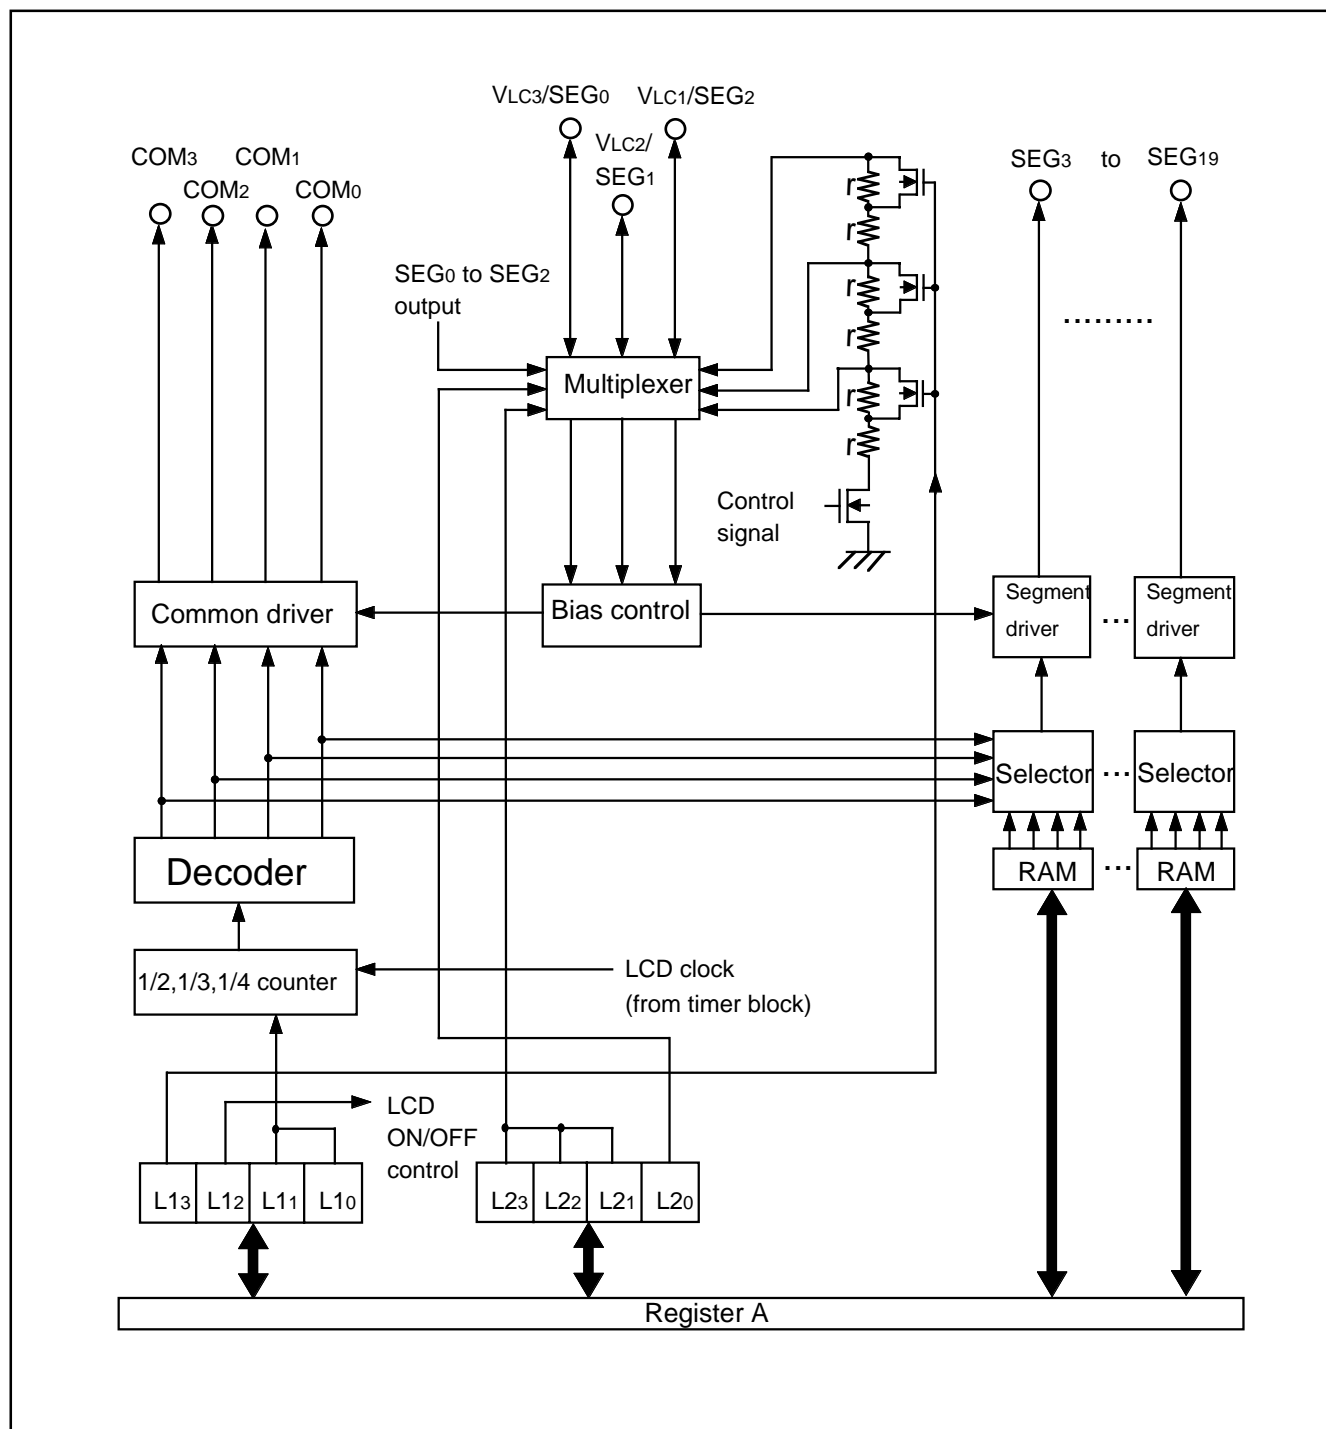 VLC3/SEG0 VLC1/SEG2
VLC2/
SEG1
COM3 COM1
COM2 COM0
SEG3 to SEG19
r
r
r
r
r
r
SEG0 to SEG2
output
.........
Multiplexer
Control
signal
Common driver
Bias control
Segment
driver
...
Segment
driver
Selector ... Selector
Decoder
RAM ... RAM
1/2,1/3,1/4 counter
LCD clock
(from timer block)
LCD
ON/OFF
control
L13 L12 L11 L10
L23 L22 L21 L20
Register A